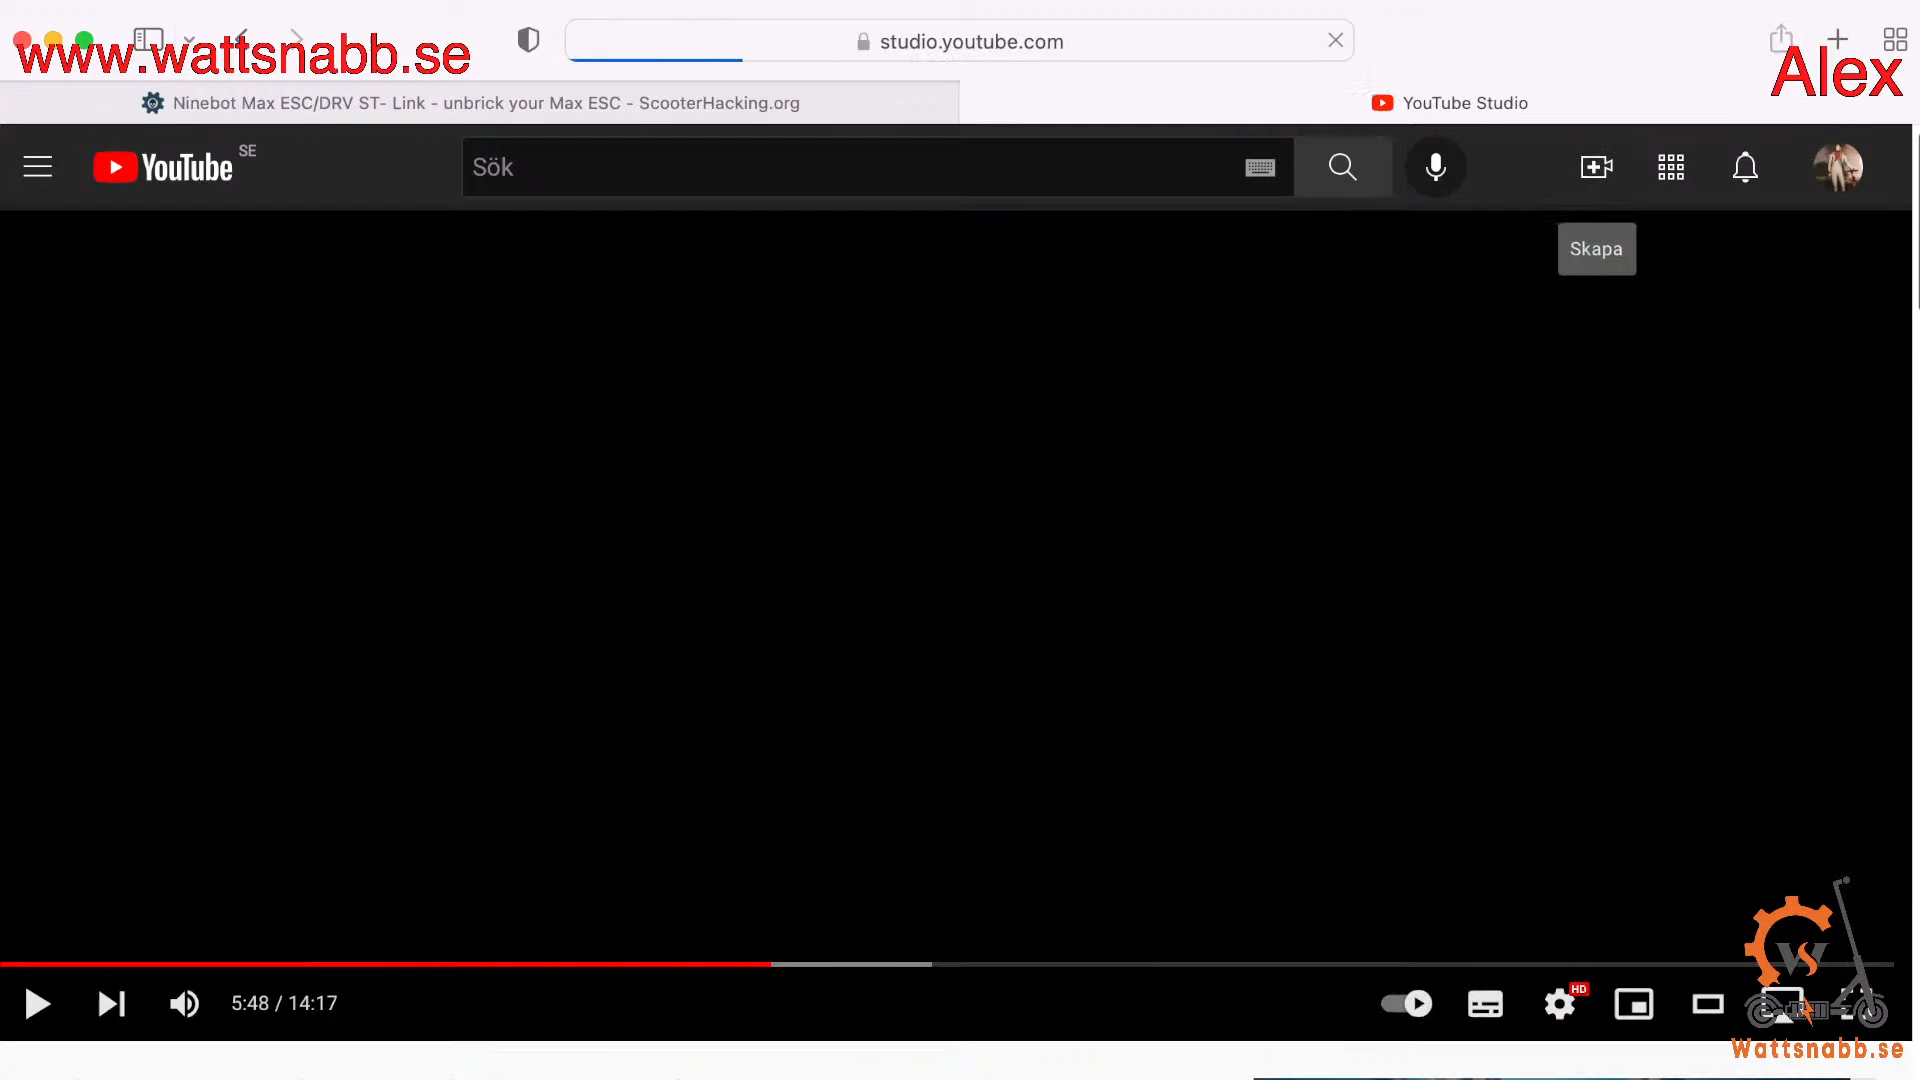 www.wattsnabb.se
studio.youtube.com
Alex
Ninebot Max ESC/DRV ST- Link - unbrick your Max ESC - ScooterHacking.org
YouTube Studio
YouTube SE
Sök
Skapa
5:48 / 14:17
HD
WS
Wattsnabb.se